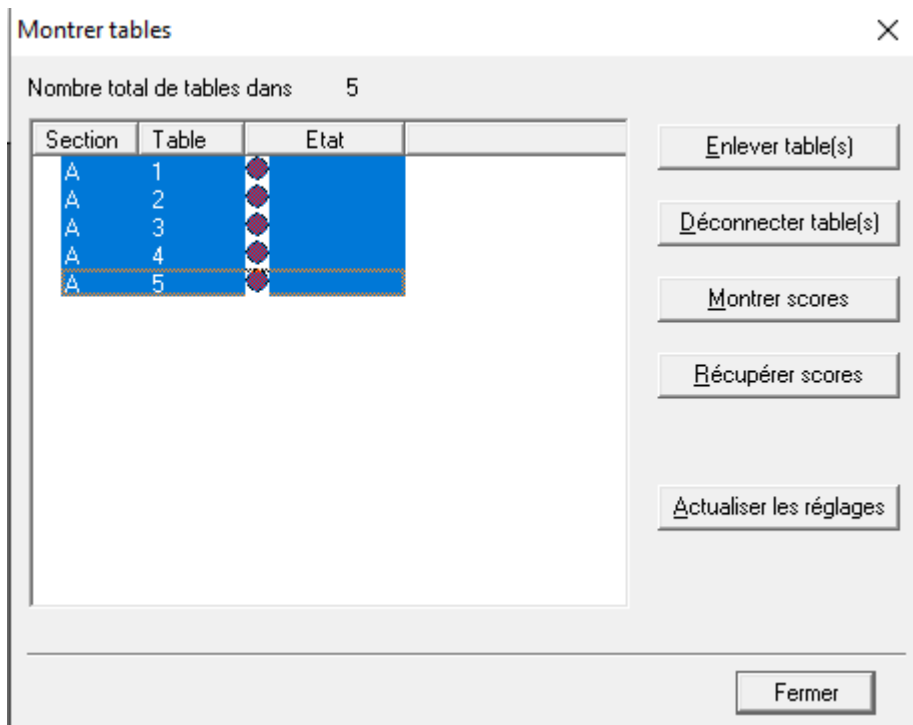 Montrer tables
Nombre total de tables dans 5
Section Table Etat
A 1
A 2
A 3
A 4
A 5
Enlever table(s)
Déconnecter table(s)
Montrer scores
Récupérer scores
Actualiser les réglages
Fermer